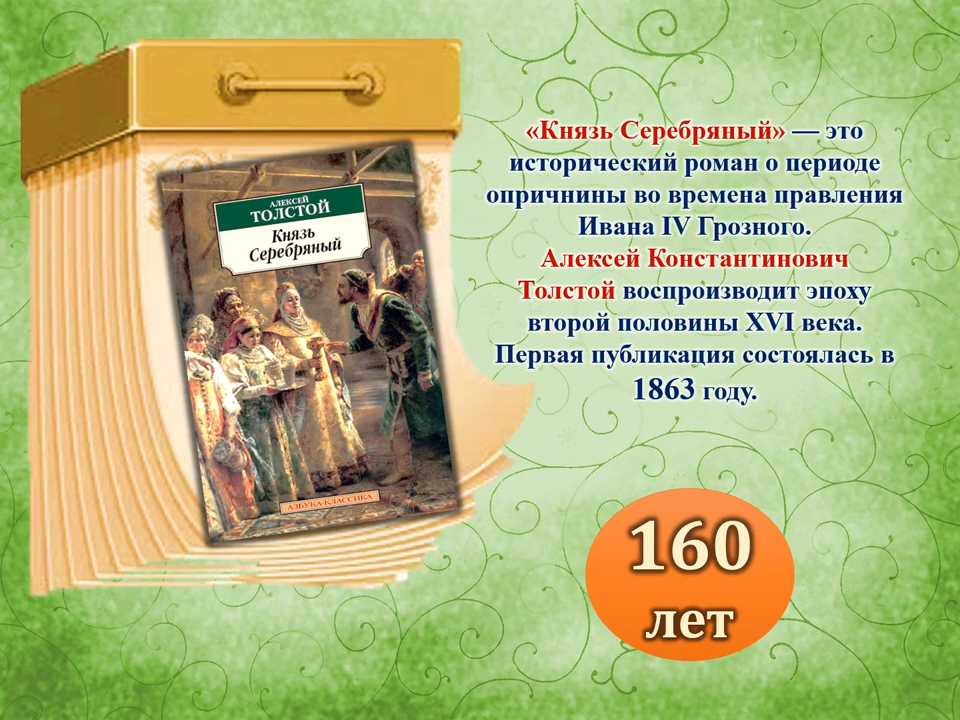 АЛЕКСЕЙ
ТОЛСТОЙ
Князь
Серебряный
АЗБУКА-КЛАССИКА
«Князь Серебряный» — это
исторический роман о периоде
опричнины во времена правления
Ивана IV Грозного.
Алексей Константинович
Толстой воспроизводит эпоху
второй половины XVI века.
Первая публикация состоялась в
1863 году.
160
лет